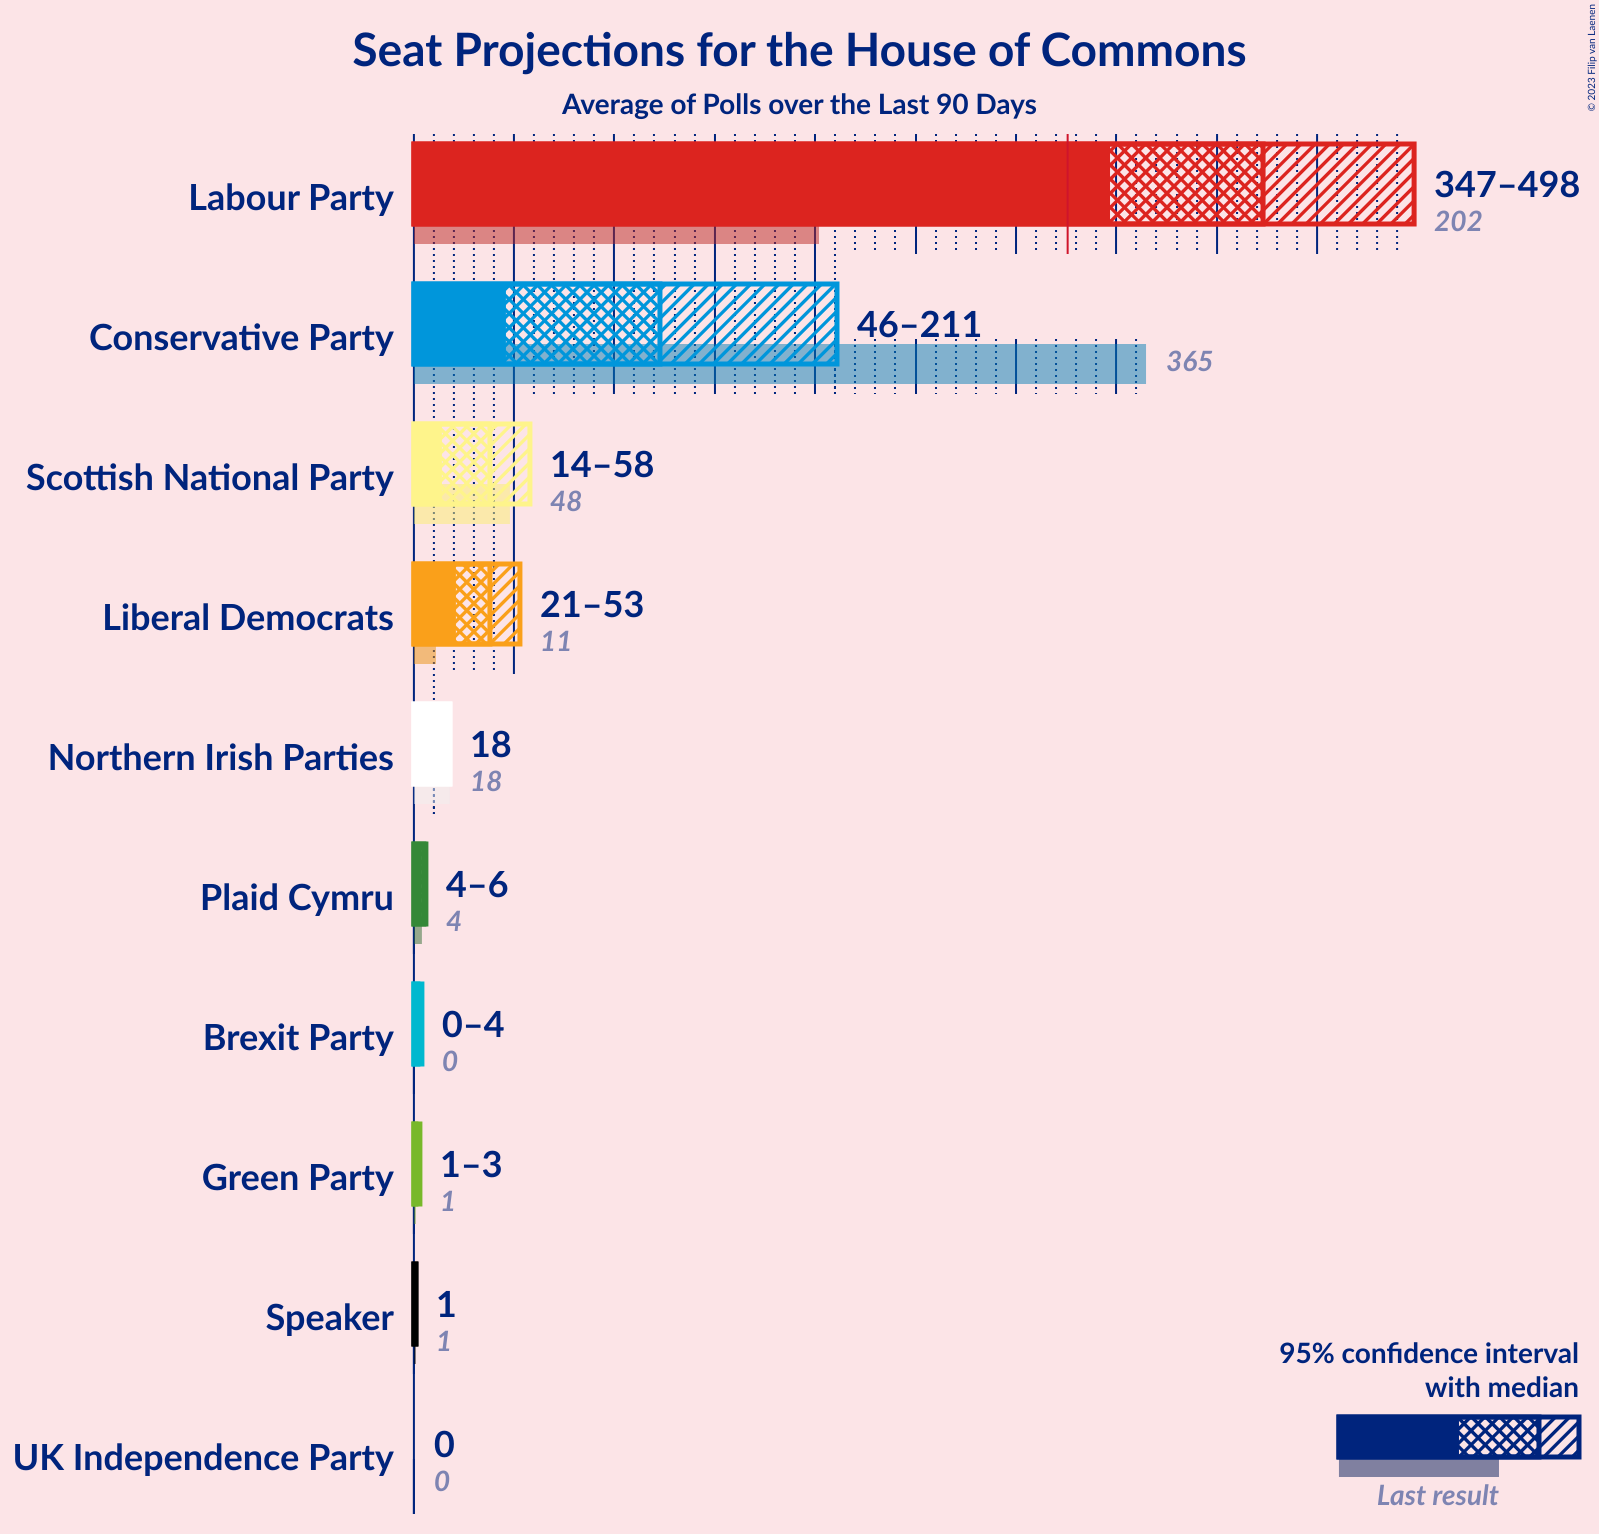 Seat Projections for the House of Commons
Average of Polls over the Last 90 Days
© 2023 Filip van Laenen
Labour Party
347–498
202
Conservative Party
46–211
365
Scottish National Party
14–58
48
Liberal Democrats
21–53
11
Northern Irish Parties
18
18
Plaid Cymru
4–6
4
Brexit Party
0–4
0
Green Party
1–3
1
Speaker
1
1
UK Independence Party
0
0
95% confidence interval
with median
Last result